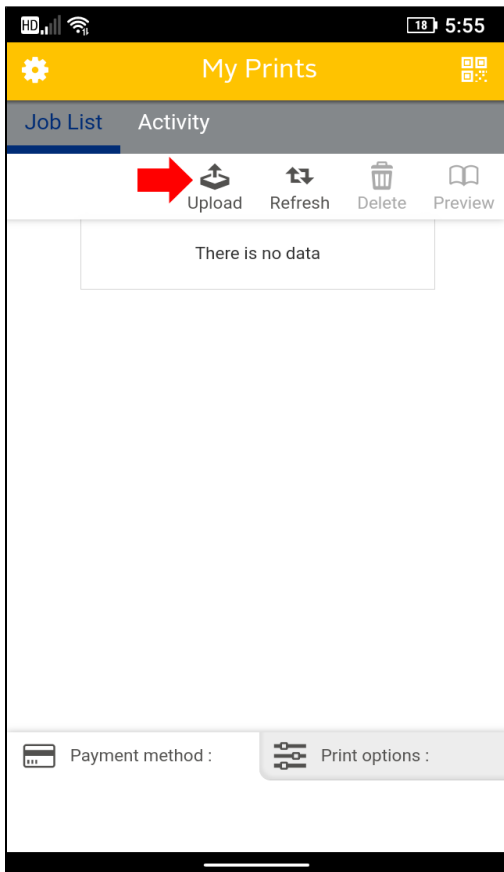 HD 18 5:55
My Prints
Job List Activity
Upload Refresh Delete Preview
There is no data
Payment method : Print options :